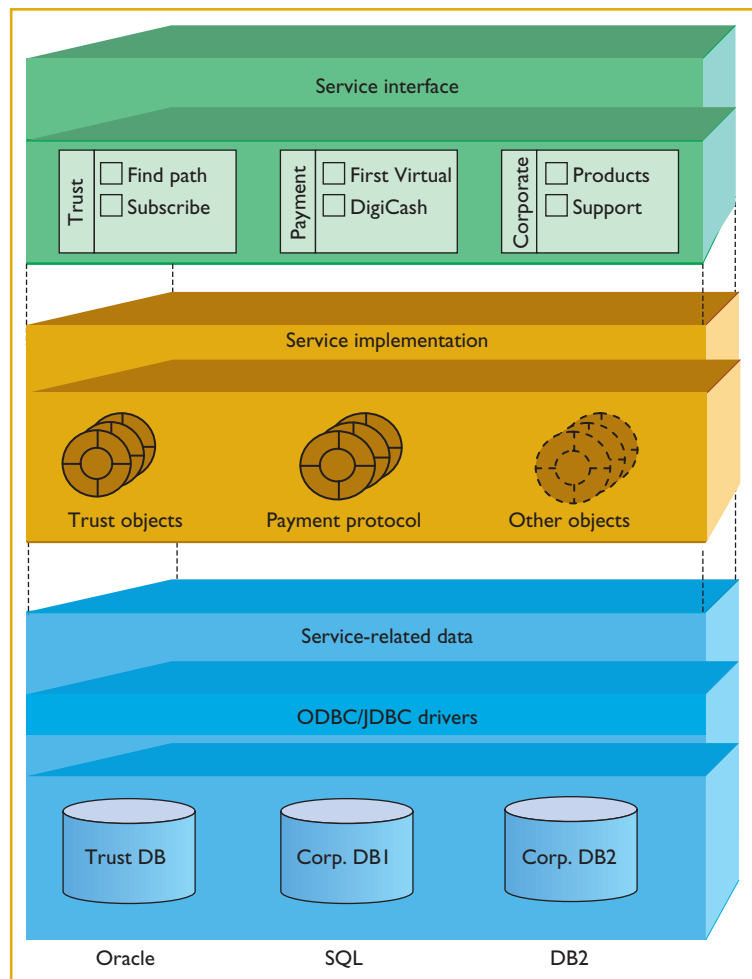 Service interface
Trust
Find path
Subscribe
Payment
First Virtual
DigiCash
Corporate
Products
Support
Service implementation
Trust objects
Payment protocol
Other objects
Service-related data
ODBC/JDBC drivers
Trust DB
Corp. DB1
Corp. DB2
Oracle
SQL
DB2